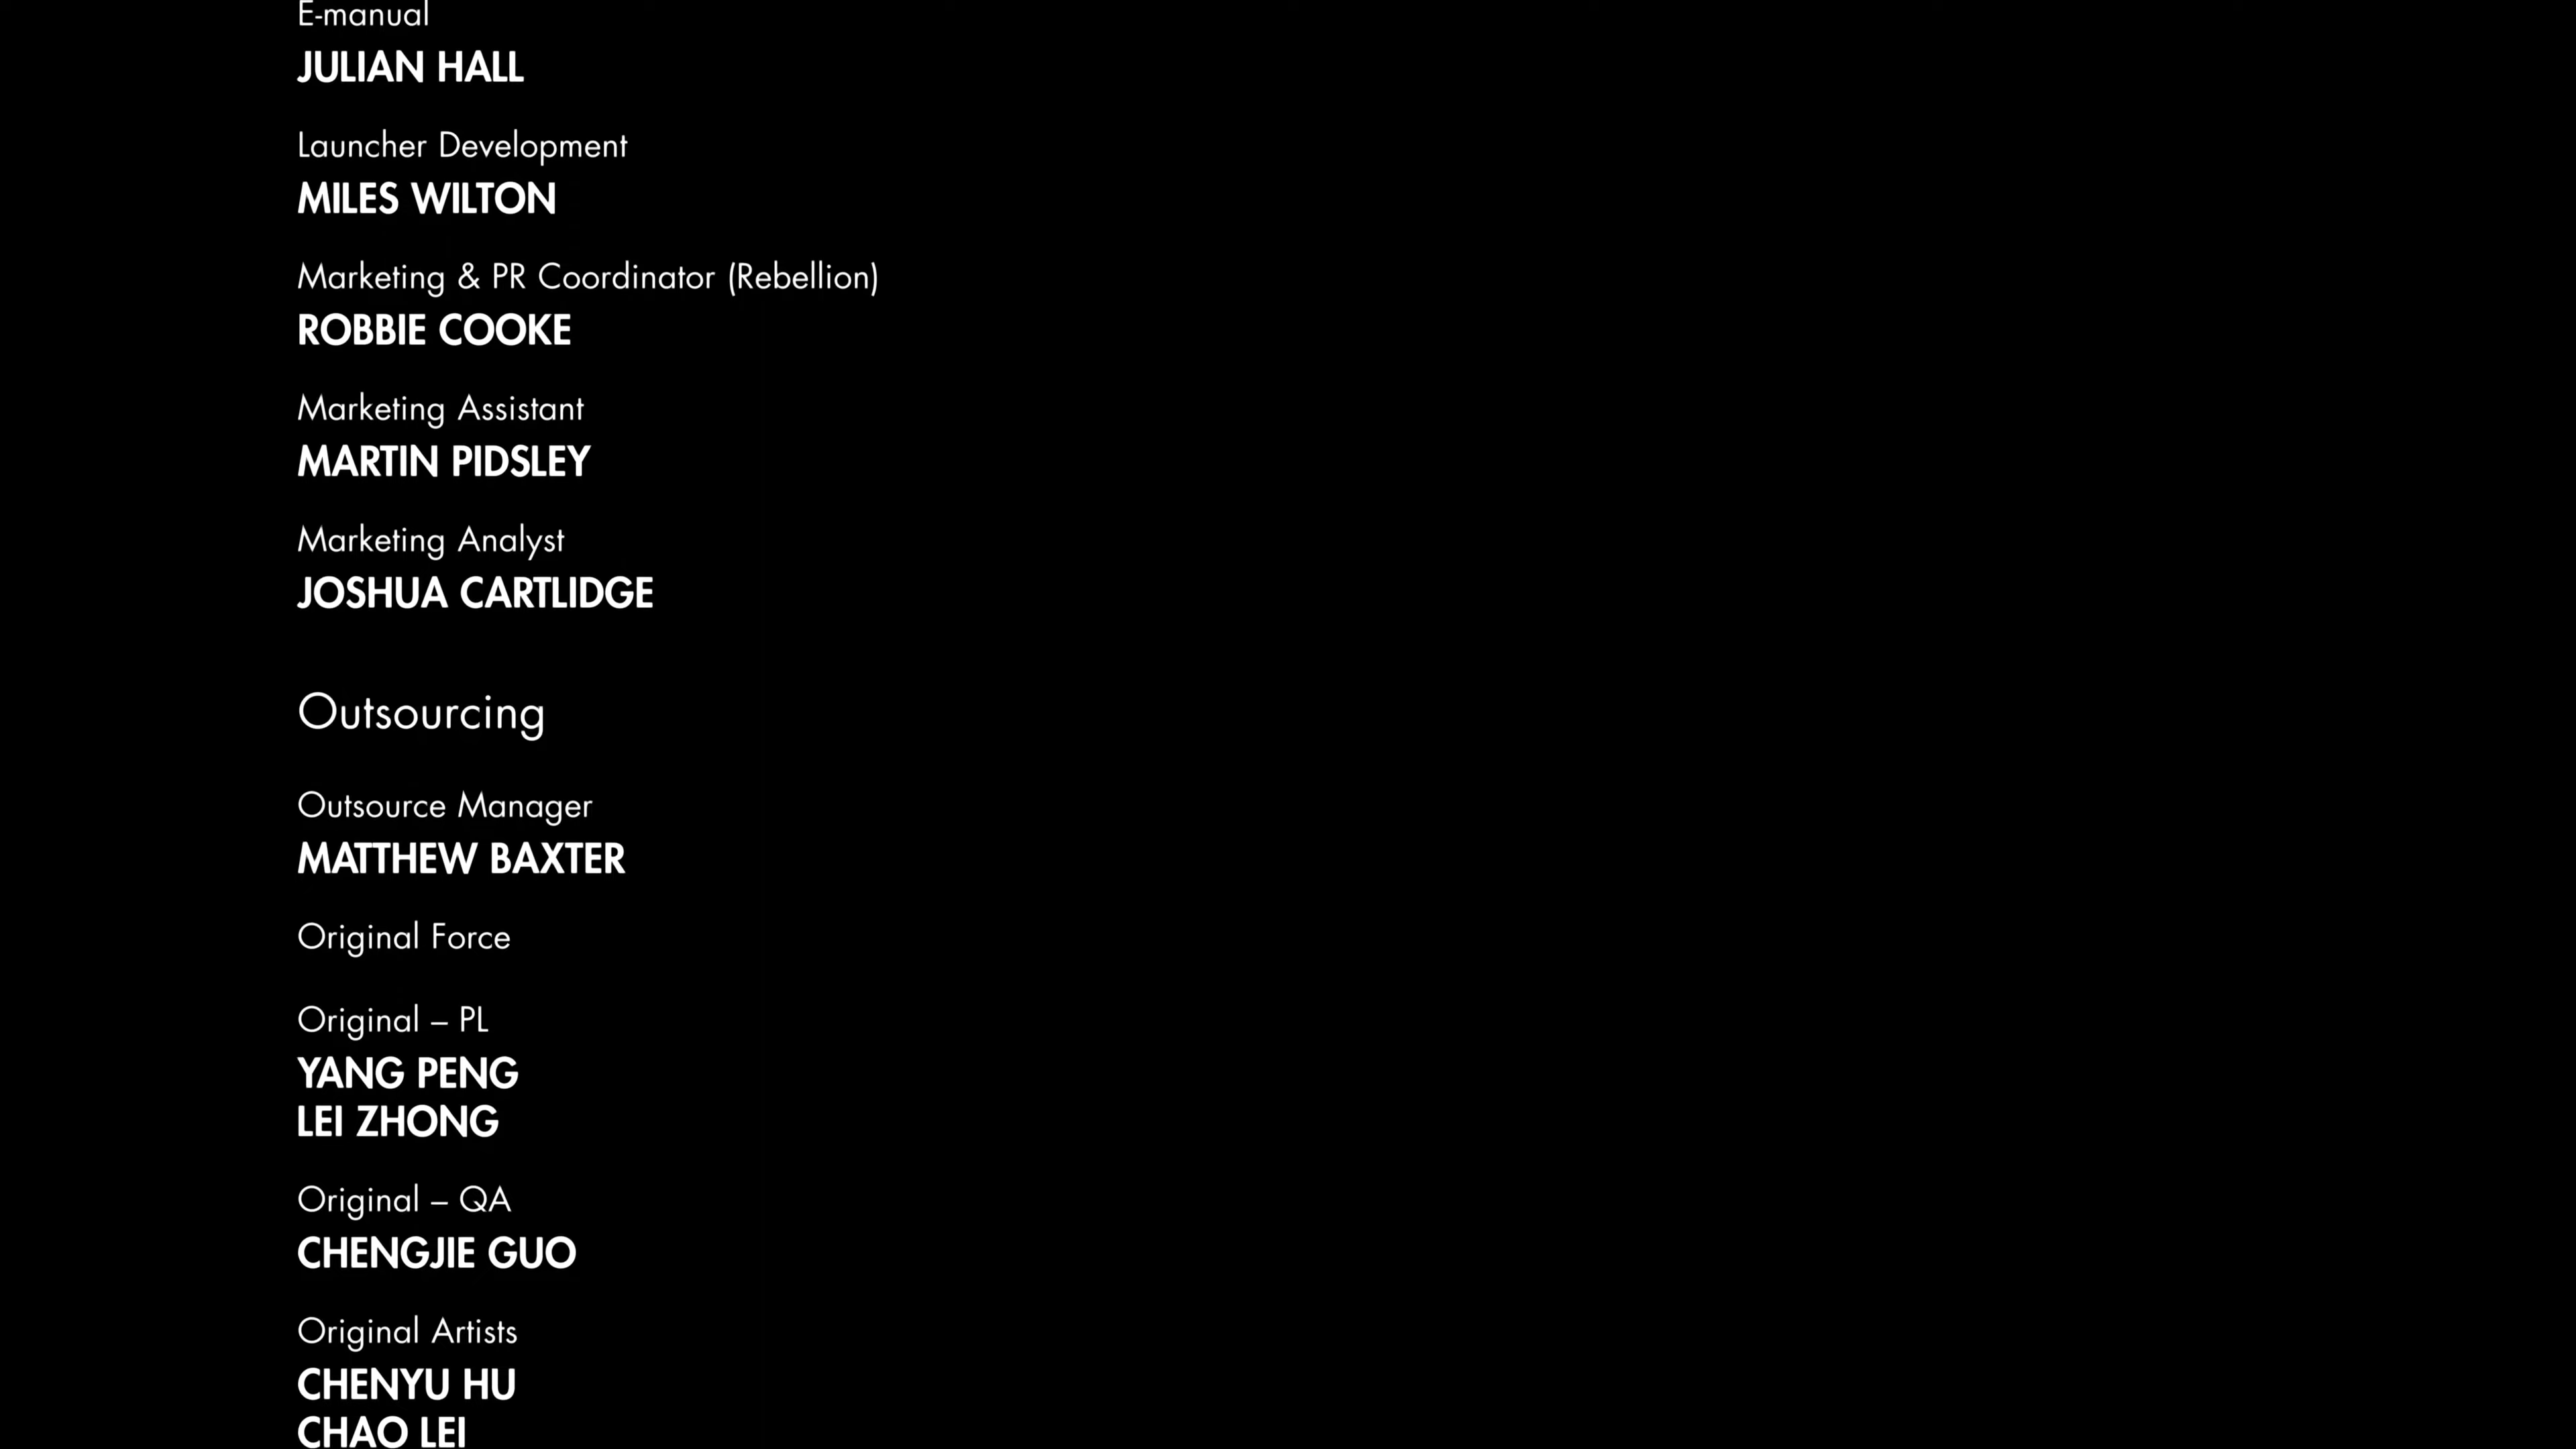 E-manual
JULIAN HALL
Launcher Development
MILES WILTON
Marketing & PR Coordinator (Rebellion)
ROBBIE COOKE
Marketing Assistant
MARTIN PIDSLEY
Marketing Analyst
JOSHUA CARTLIDGE
Outsourcing
Outsource Manager
MATTHEW BAXTER
Original Force
Original – PL
YANG PENG
LEI ZHONG
Original – QA
CHENGJIE GUO
Original Artists
CHENYU HU
CHAO LEI